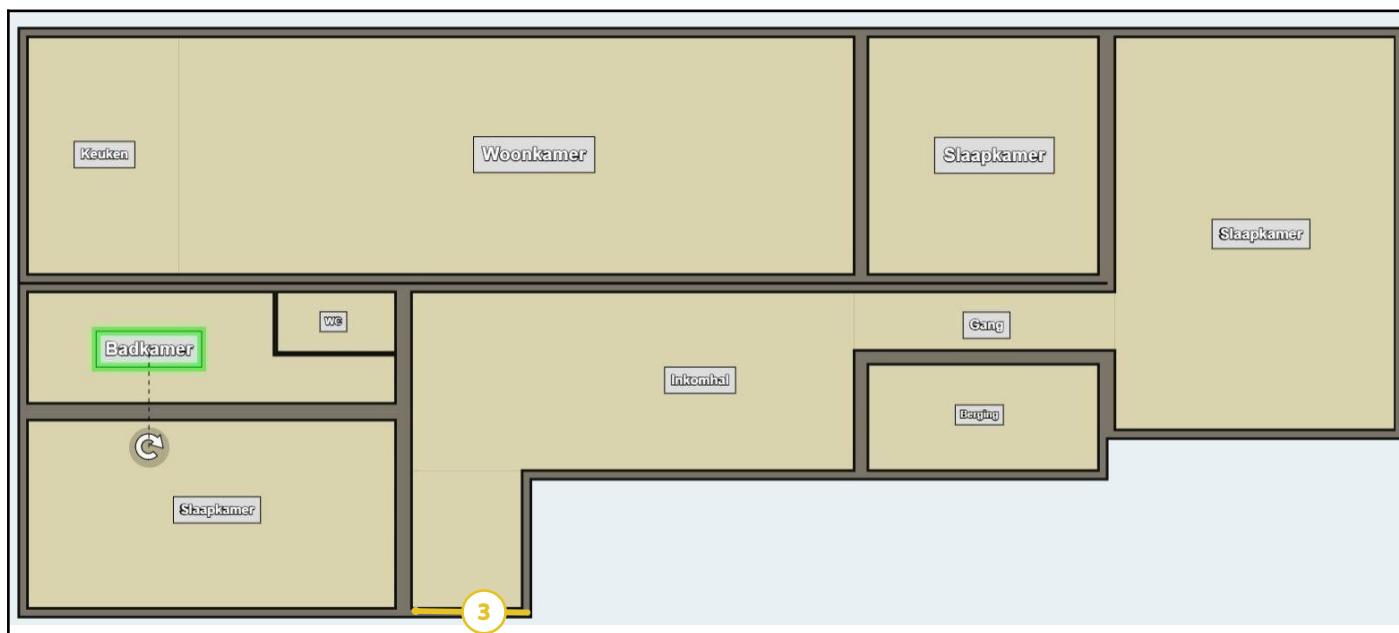 Keuken
Woonkamer
Slaapkamer
Slaapkamer
WC
Badkamer
Gang
Inkomhal
Berging
Slaapkamer
3